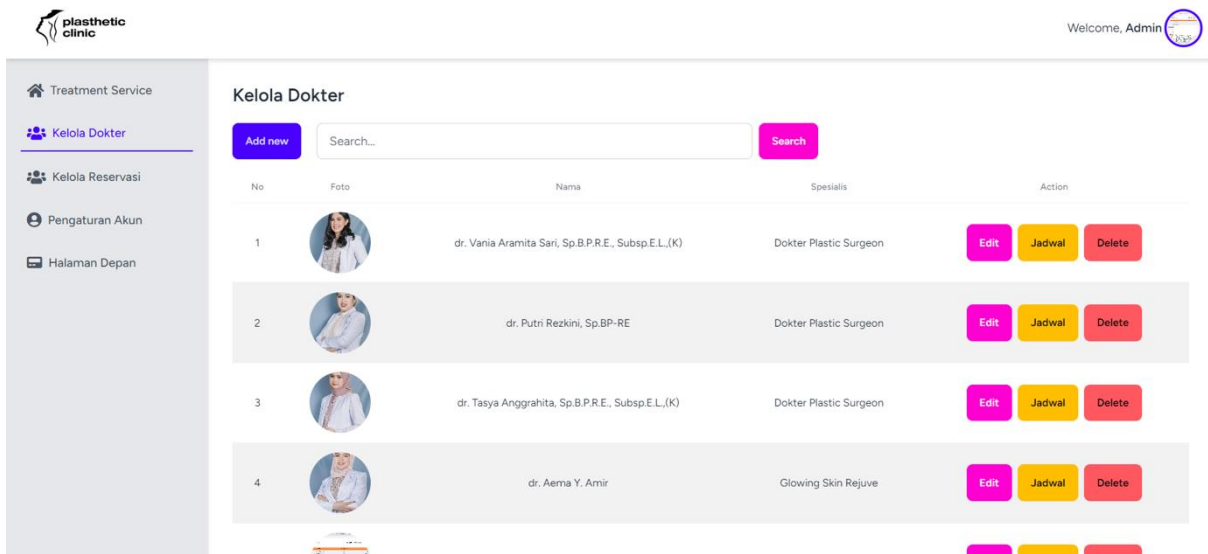 plasthetic
clinic
Welcome, Admin
Treatment Service
Kelola Dokter
Kelola Reservasi
Pengaturan Akun
Halaman Depan
Kelola Dokter
Add new
Search...
Search
No Foto Nama Spesialis Action
1 dr. Vania Aramita Sari, Sp.B.P.R.E., Subsp.E.L.,(K) Dokter Plastic Surgeon Edit Jadwal Delete
2 dr. Putri Rezkini, Sp.BP-RE Dokter Plastic Surgeon Edit Jadwal Delete
3 dr. Tasya Anggrahita, Sp.B.P.R.E., Subsp.E.L.,(K) Dokter Plastic Surgeon Edit Jadwal Delete
4 dr. Aema Y. Amir Glowing Skin Rejuve Edit Jadwal Delete